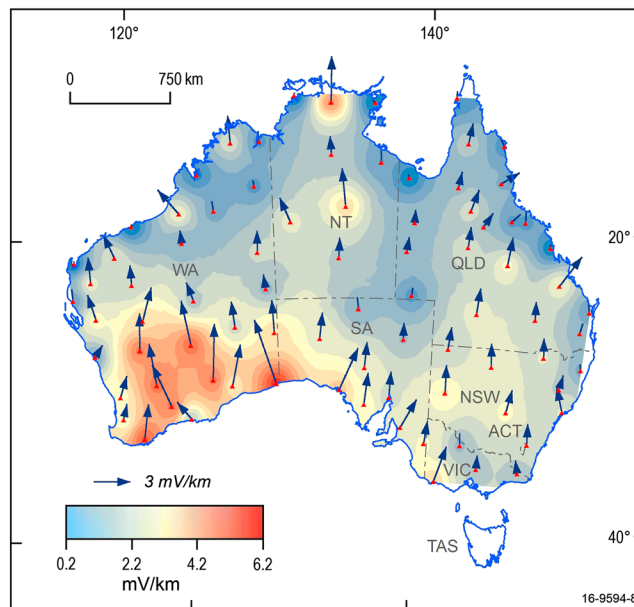 120°
140°
0
750 km
NT
20°
WA
QLD
SA
NSW
ACT
3 mV/km
VIC
0.2
2.2
4.2
6.2
mV/km
TAS
40°
16-9594-8